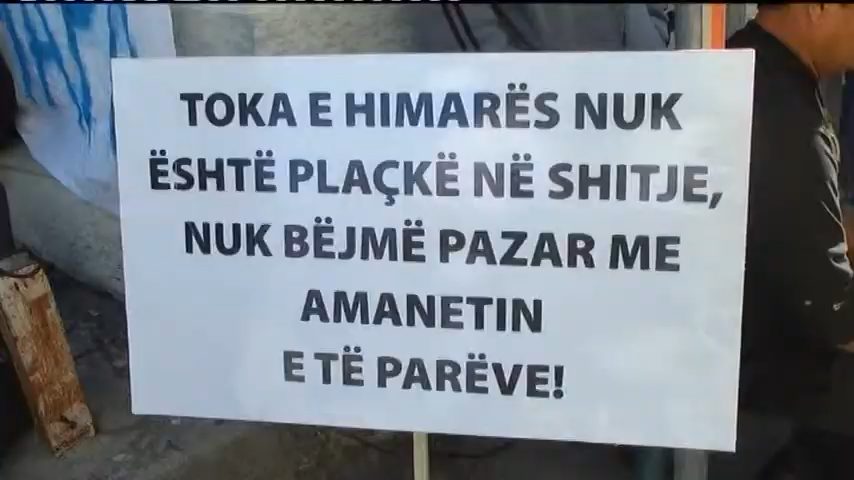 TOKA E HIMARËS NUK
ËSHTË PLAÇKË NË SHITJE,
NUK BËJMË PAZAR ME
AMANETIN
E TË PARËVE!